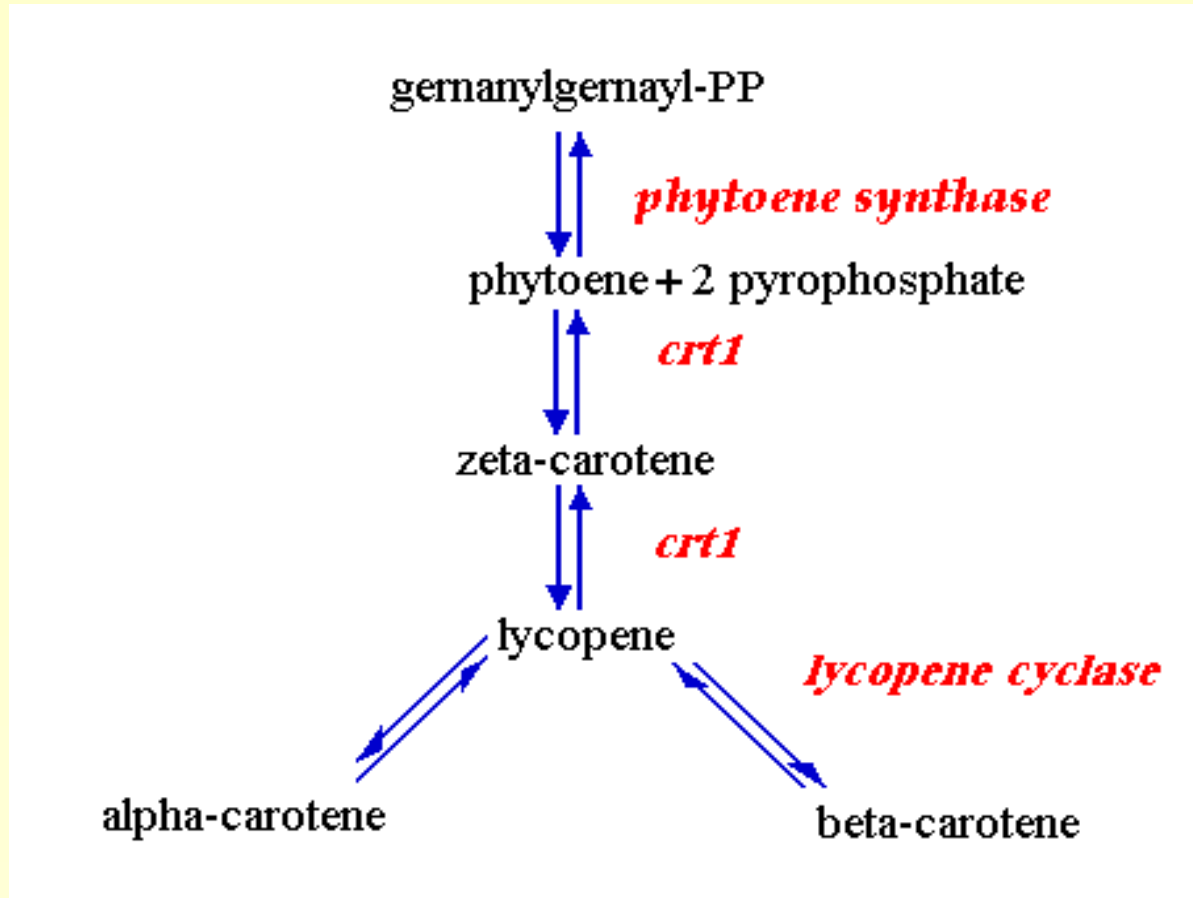 gernanylgernayl-PP
phytoene synthase
phytoene + 2 pyrophosphate
crt1
zeta-carotene
crt1
lycopene
lycopene cyclase
alpha-carotene
beta-carotene